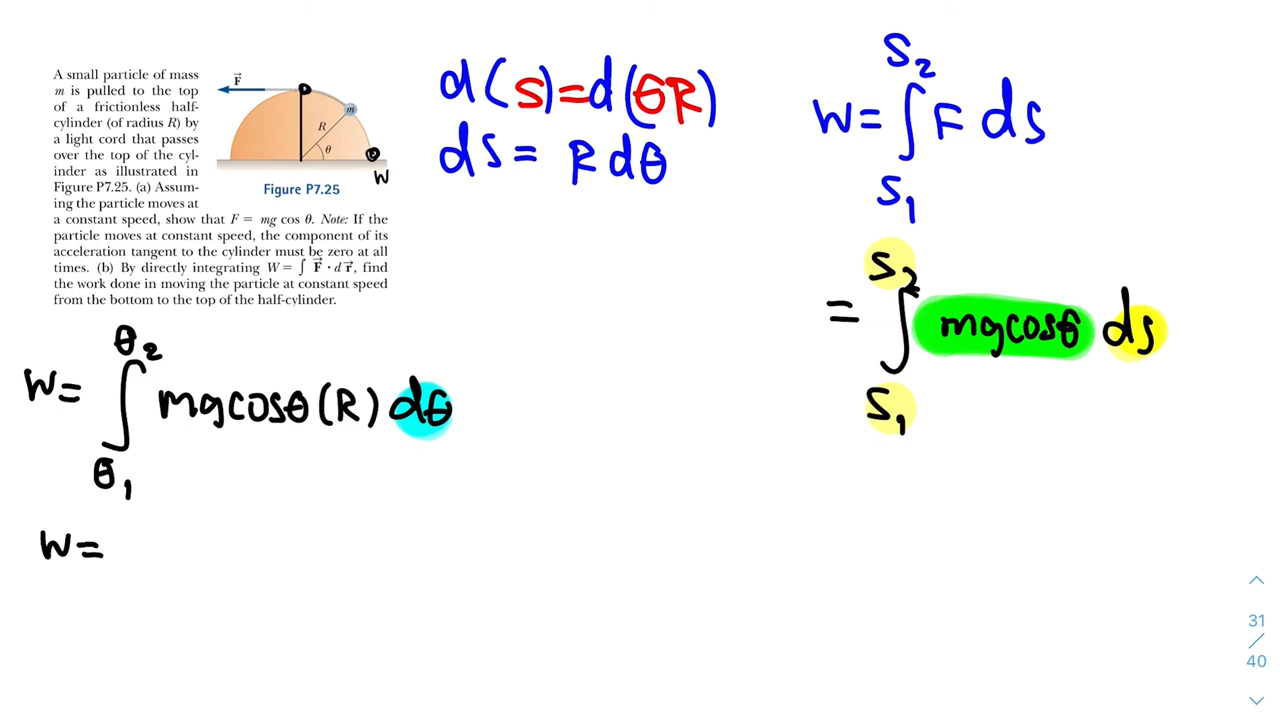 A small particle of mass
m is pulled to the top
of a frictionless half-
cylinder (of radius R) by
a light cord that passes
over the top of the cyl-
inder as illustrated in
Figure P7.25. (a) Assum-
ing the particle moves at
a constant speed, show that F = mg cos θ. Note: If the
particle moves at constant speed, the component of its
acceleration tangent to the cylinder must be zero at all
times. (b) By directly integrating W = ∫ F⃗ · d r⃗, find
the work done in moving the particle at constant speed
from the bottom to the top of the half-cylinder.
F⃗
m
R
θ
W
Figure P7.25
d(S)=d(θR)
ds = R dθ
S₂
W= ∫ F ds
S₁
S₂
= ∫ mgcosθ ds
S₁
θ₂
W= ∫ mgcosθ(R) dθ
θ₁
W=
31
/
40